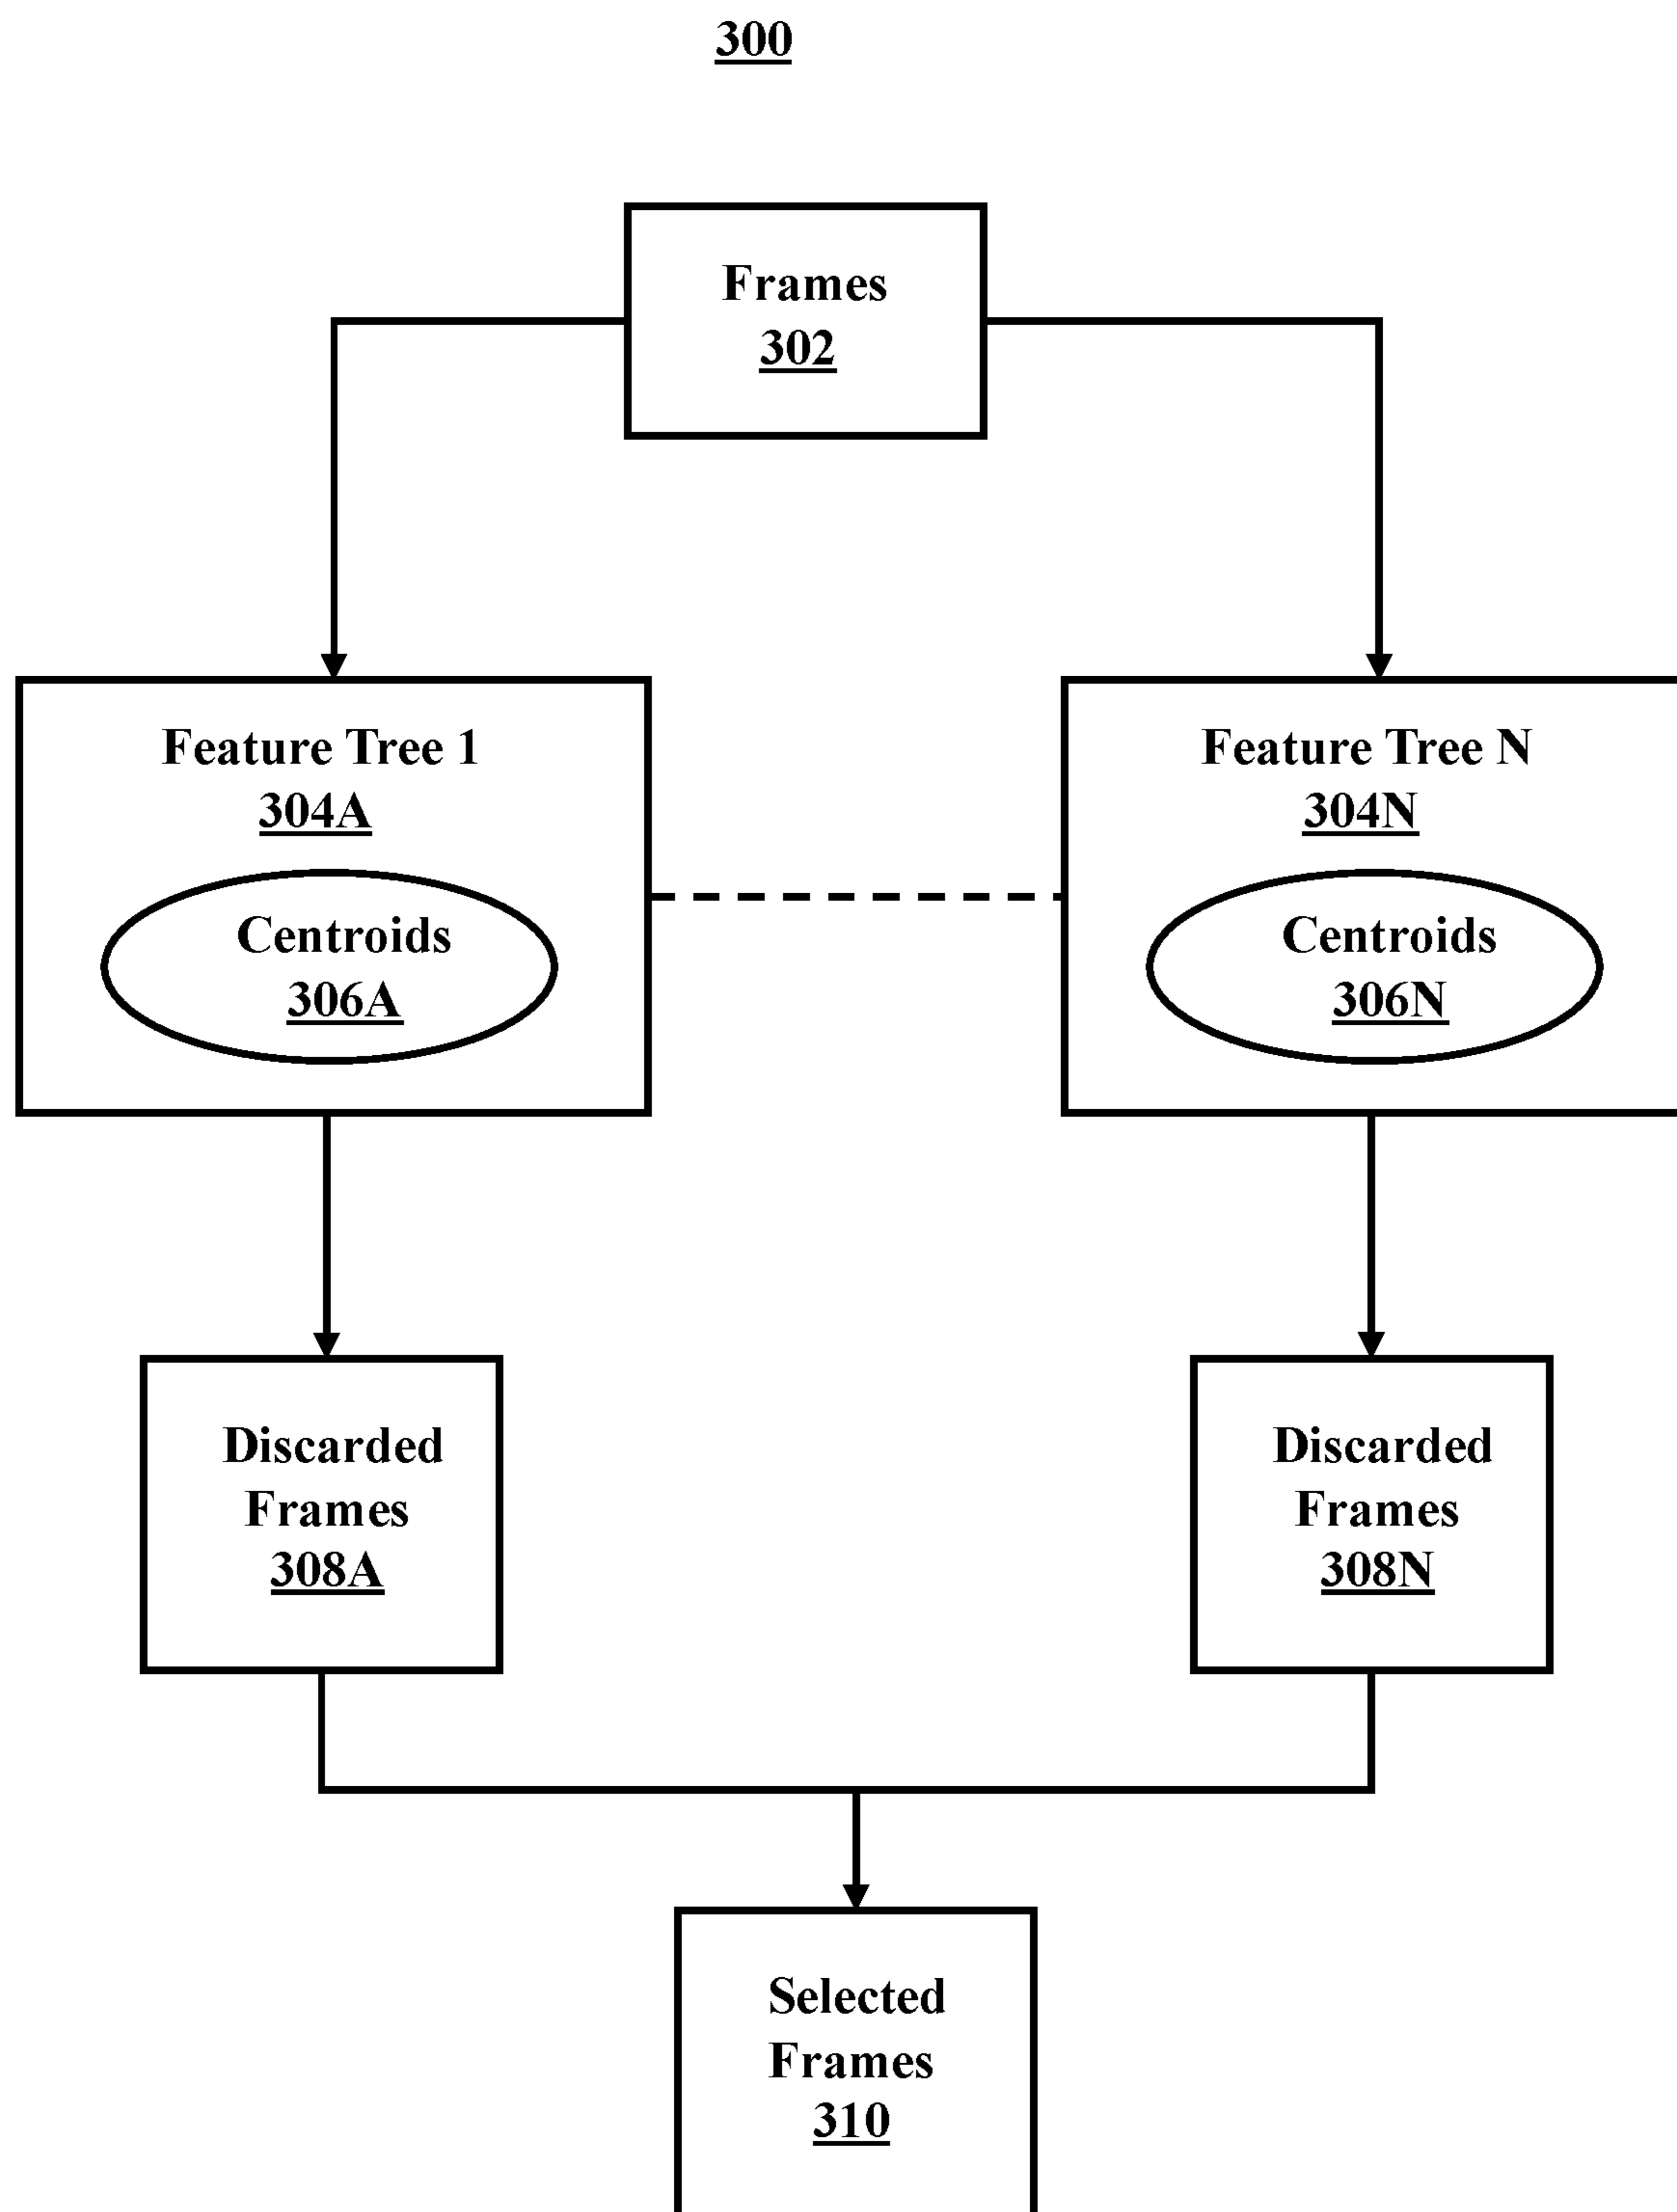 300
Frames
302
Feature Tree 1
304A
Centroids
306A
Feature Tree N
304N
Centroids
306N
Discarded
Frames
308A
Discarded
Frames
308N
Selected
Frames
310